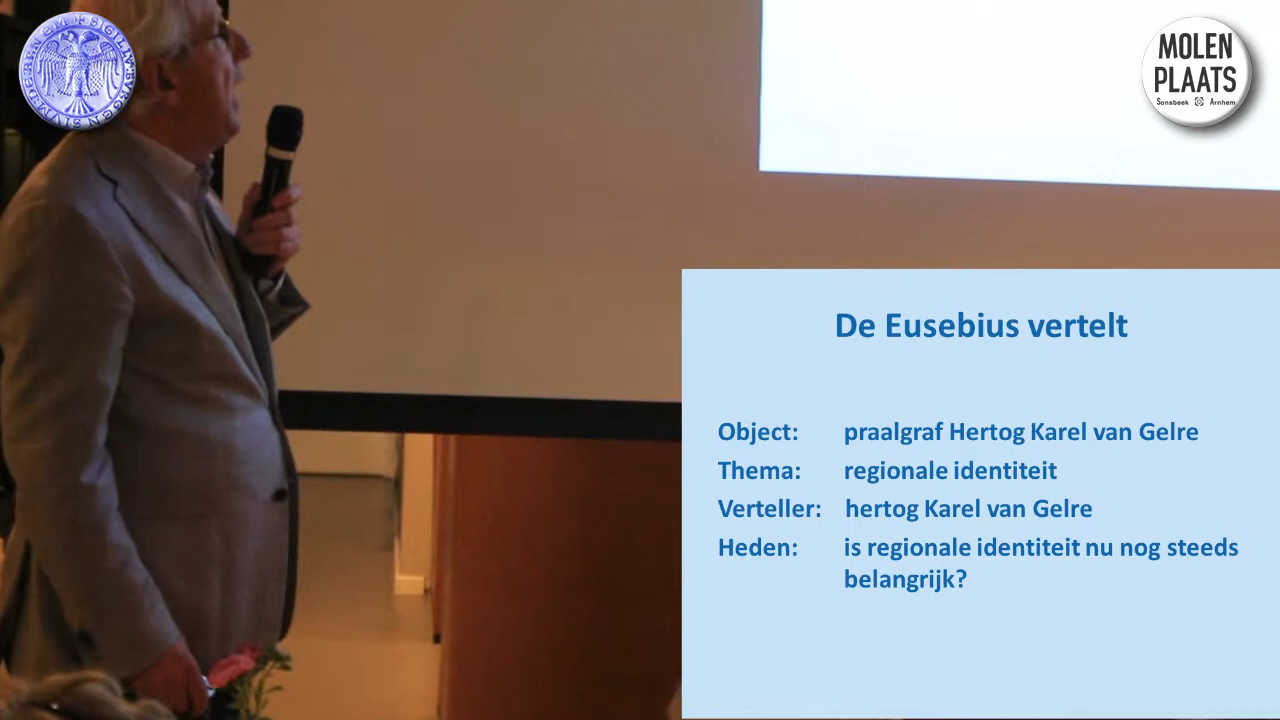 MOLEN
PLAATS
Sonsbeek Arnhem
De Eusebius vertelt
Object: praalgraf Hertog Karel van Gelre
Thema: regionale identiteit
Verteller: hertog Karel van Gelre
Heden: is regionale identiteit nu nog steeds
belangrijk?